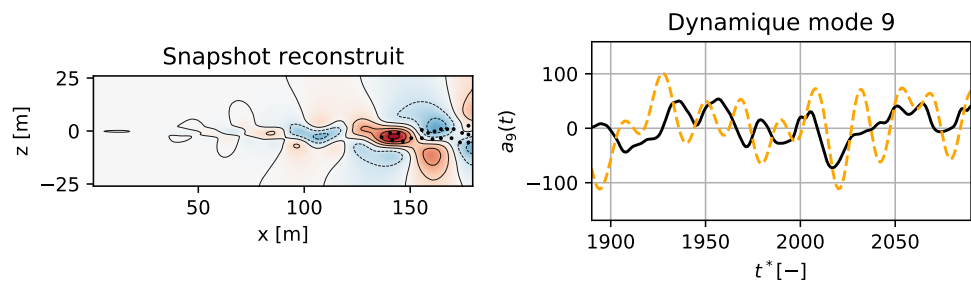 Snapshot reconstruit
25
0
−25
z [m]
50
100
150
x [m]
Dynamique mode 9
100
0
−100
a9(t)
1900
1950
2000
2050
t*[−]